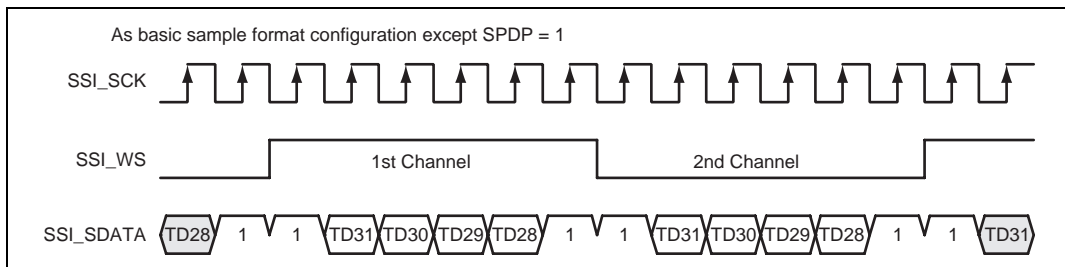 As basic sample format configuration except SPDP = 1
SSI_SCK
SSI_WS 1st Channel 2nd Channel
SSI_SDATA TD28 1 1 TD31 TD30 TD29 TD28 1 1 TD31 TD30 TD29 TD28 1 1 TD31